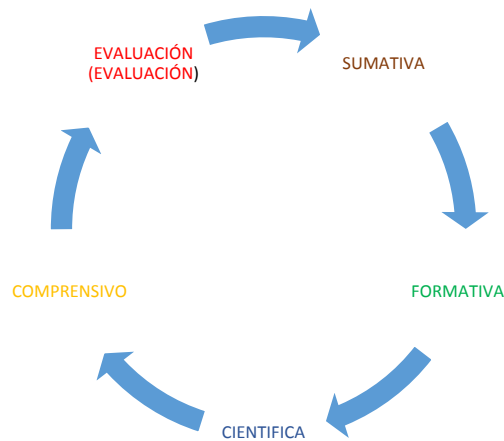 EVALUACIÓN
(EVALUACIÓN)
SUMATIVA
FORMATIVA
CIENTIFICA
COMPRENSIVO